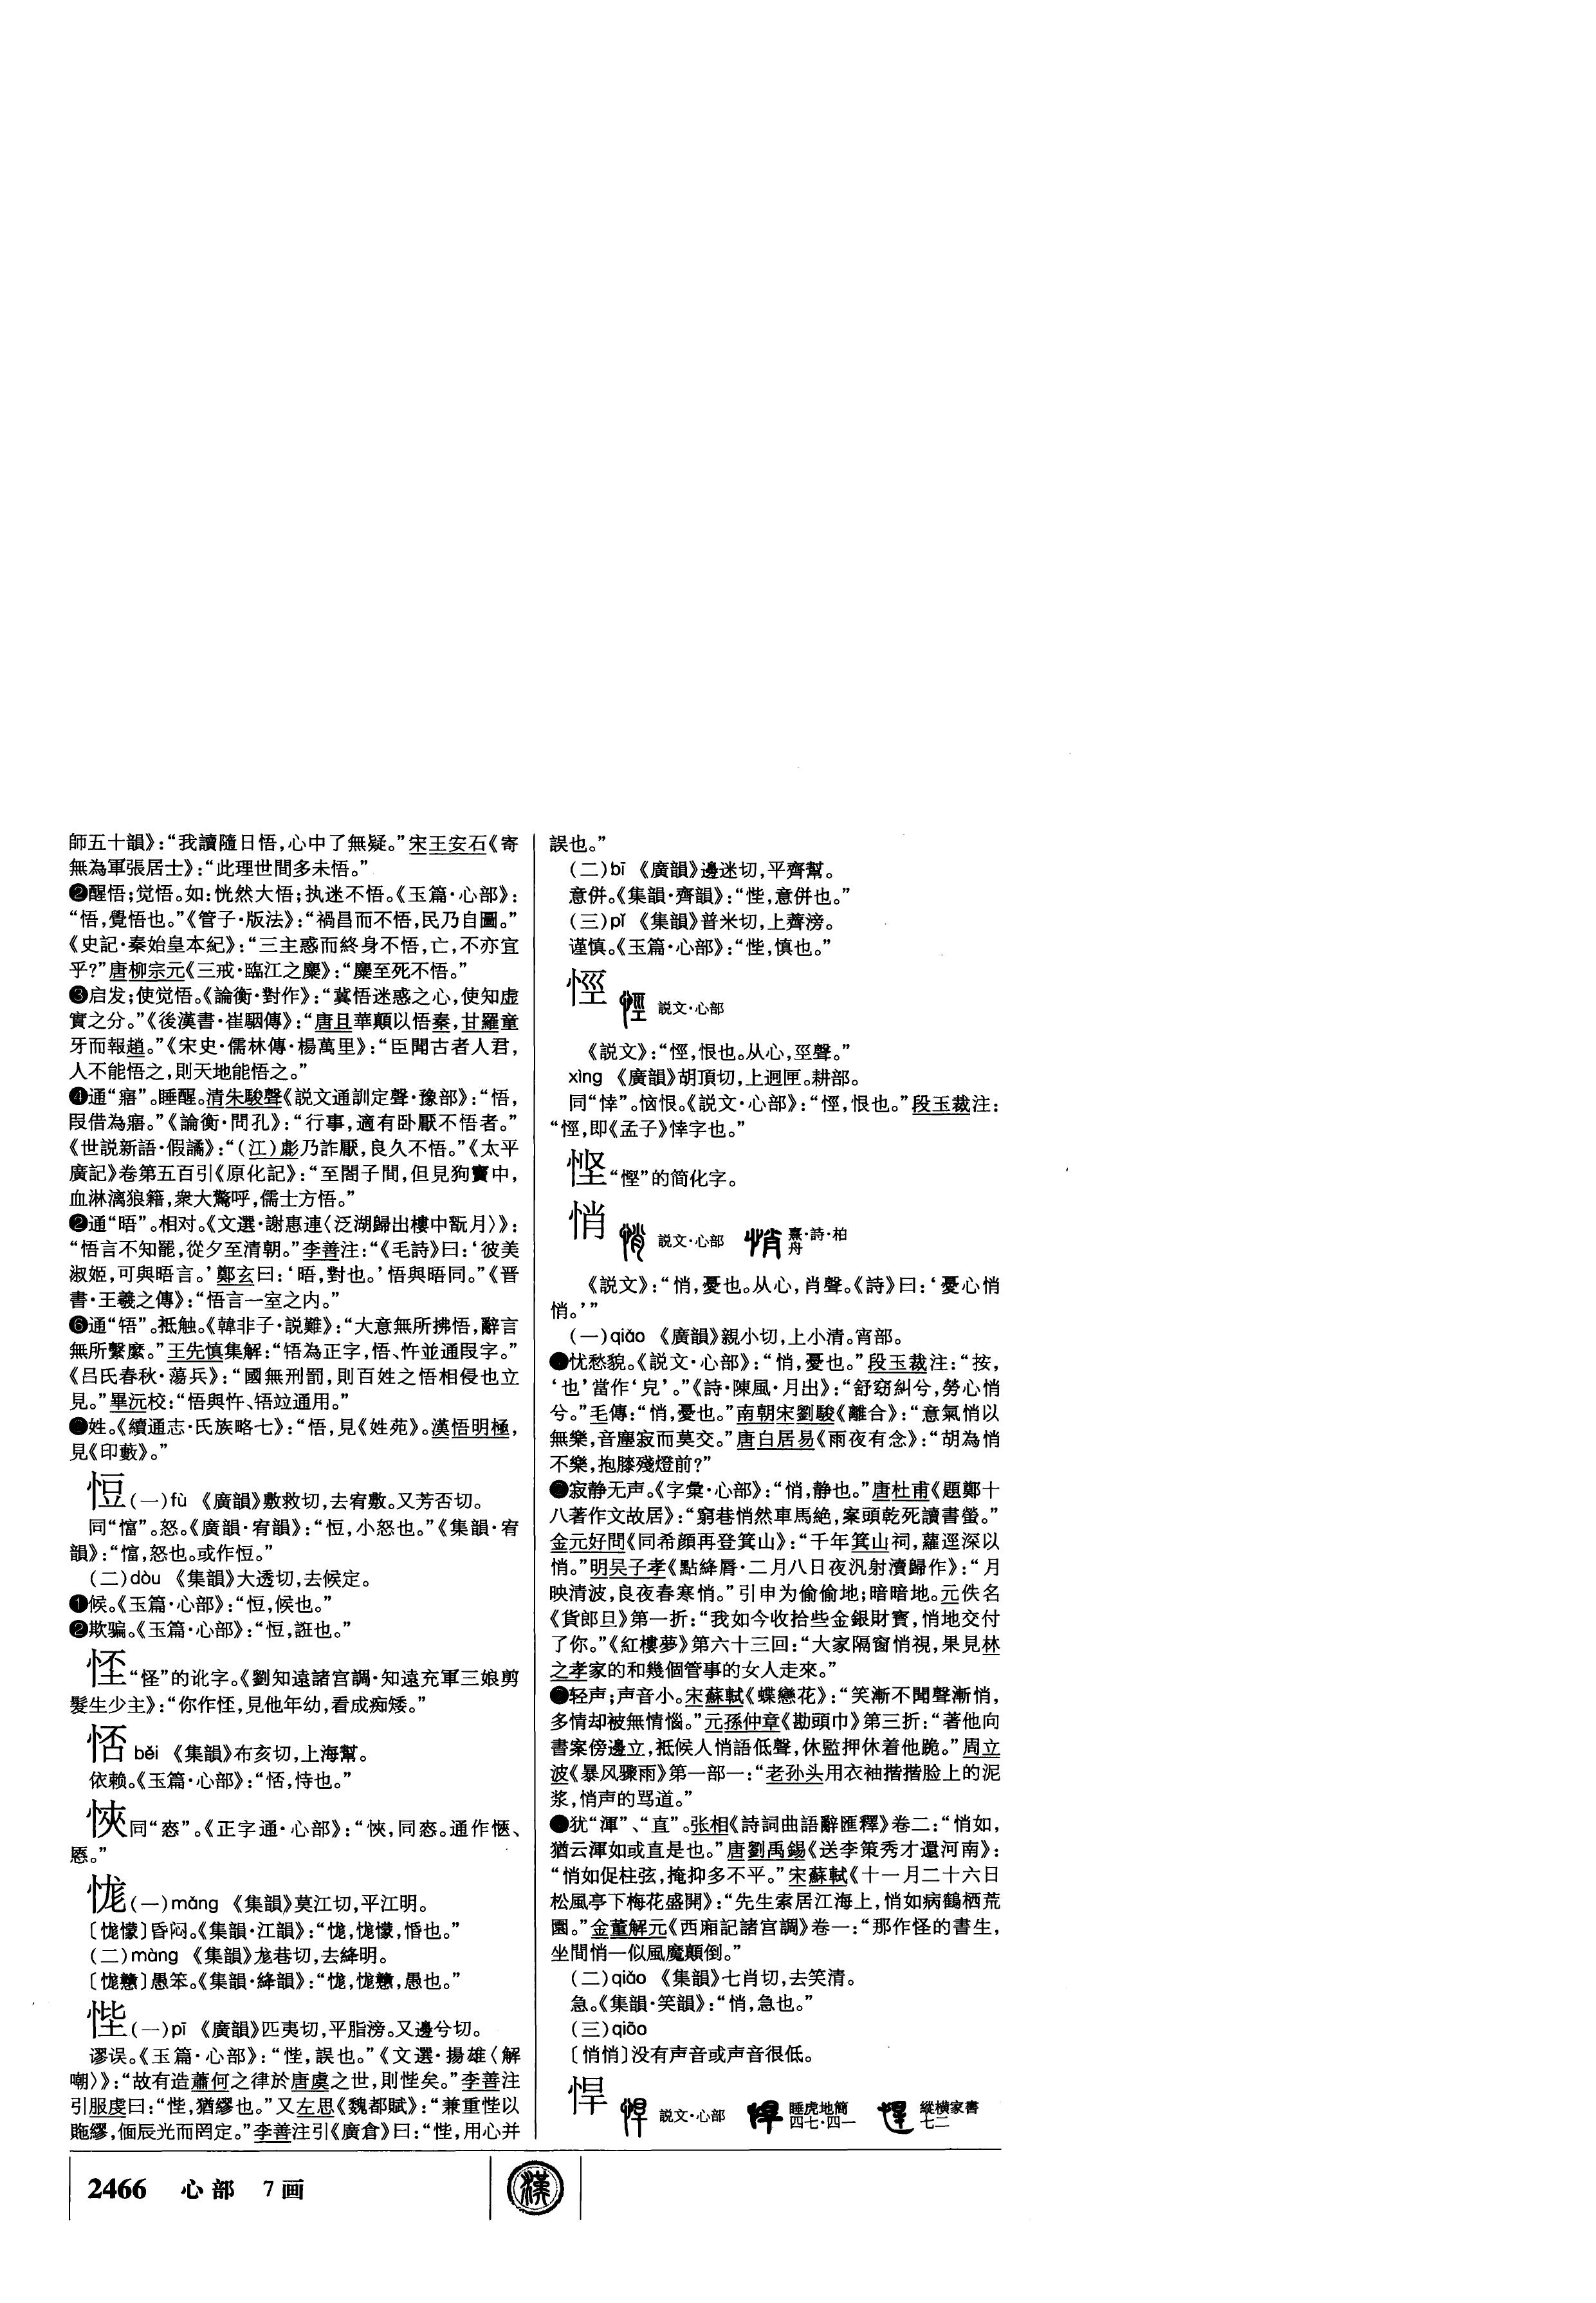 師五十韻》：“我讀隨日悟，心中了無疑。”宋王安石《寄
無為軍張居士》：“此理世間多未悟。”
❷醒悟；觉悟。如：恍然大悟；执迷不悟。《玉篇·心部》：
“悟，覺悟也。”《管子·版法》：“禍昌而不悟，民乃自圖。”
《史記·秦始皇本紀》：“三主惑而終身不悟，亡，不亦宜
乎？”唐柳宗元《三戒·臨江之麋》：“麋至死不悟。”
❸启发；使觉悟。《論衡·對作》：“冀悟迷惑之心，使知虚
實之分。”《後漢書·崔駰傳》：“唐且華顛以悟秦，甘羅童
牙而報趙。”《宋史·儒林傳·楊萬里》：“臣聞古者人君，
人不能悟之，則天地能悟之。”
❹通“寤”。睡醒。清朱駿聲《説文通訓定聲·豫部》：“悟，
叚借為寤。”《論衡·問孔》：“行事，適有卧厭不悟者。”
《世説新語·假譎》：“（江）彪乃詐厭，良久不悟。”《太平
廣記》卷第五百引《原化記》：“至閤子間，但見狗竇中，
血淋漓狼籍，衆大驚呼，儒士方悟。”
❷通“晤”。相对。《文選·謝惠連〈泛湖歸出樓中翫月〉》：
“悟言不知罷，從夕至清朝。”李善注：“《毛詩》曰：‘彼美
淑姬，可與晤言。’鄭玄曰：‘晤，對也。’悟與晤同。”《晋
書·王羲之傳》：“悟言一室之内。”
❻通“牾”。抵触。《韓非子·説難》：“大意無所拂悟，辭言
無所繫縻。”王先慎集解：“牾為正字，悟、忤並通叚字。”
《吕氏春秋·蕩兵》：“國無刑罰，則百姓之悟相侵也立
見。”畢沅校：“悟與忤、牾竝通用。”
❼姓。《續通志·氏族略七》：“悟，見《姓苑》。漢悟明極，
見《印藪》。”
恒（一）fù 《廣韻》敷救切，去宥敷。又芳否切。
同“愊”。怒。《廣韻·宥韻》：“㤱，小怒也。”《集韻·宥
韻》：“㤱，怒也。或作㤱。”
（二）dòu 《集韻》大透切，去候定。
❶候。《玉篇·心部》：“㤱，候也。”
❷欺骗。《玉篇·心部》：“㤱，誑也。”
“怪”的讹字。《劉知遠諸宫調·知遠充軍三娘剪
髮生少主》：“你作恠，見他年幼，看成痴矮。”
běi 《集韻》布亥切，上海幫。
依赖。《玉篇·心部》：“㤳，恃也。”
悏同“㥦”。《正字通·心部》：“悏，同㥦。通作愜、
㥦。”
㤶（一）máng 《集韻》莫江切，平江明。
〔㤶懞〕昏闷。《集韻·江韻》：“㤶，㤶懞，惛也。”
（二）màng 《集韻》尨巷切，去絳明。
〔㤶戇〕愚笨。《集韻·絳韻》：“㤶，㤶戇，愚也。”
悂（一）pī 《廣韻》匹夷切，平脂滂。又邊兮切。
谬误。《玉篇·心部》：“悂，誤也。”《文選·揚雄〈解
嘲〉》：“故有造蕭何之律於唐虞之世，則悂矣。”李善注
引服虔曰：“悂，猶繆也。”又左思《魏都賦》：“兼重悂以
貤繆，偭辰光而罔定。”李善注引《廣倉》曰：“悂，用心并
誤也。”
（二）bī 《廣韻》邊迷切，平齊幫。
意併。《集韻·齊韻》：“悂，意併也。”
（三）pǐ 《集韻》普米切，上薺滂。
谨慎。《玉篇·心部》：“悂，慎也。”
悙 説文·心部
《説文》：“悻，恨也。从心，巠聲。”
xìng 《廣韻》胡頂切，上迥匣。耕部。
同“悻”。恼恨。《説文·心部》：“㤚，恨也。”段玉裁注：
“㤚，即《孟子》悻字也。”
悭“慳”的简化字。
悄 説文·心部 熹·詩·柏舟
《説文》：“悄，憂也。从心，肖聲。《詩》曰：‘憂心悄
悄。’”
（一）qiǎo 《廣韻》親小切，上小清。宵部。
●忧愁貌。《説文·心部》：“悄，憂也。”段玉裁注：“按，
‘也’當作‘皃’。”《詩·陳風·月出》：“舒窈糾兮，勞心悄
兮。”毛傳：“悄，憂也。”南朝宋劉駿《離合》：“意氣悄以
無樂，音塵寂而莫交。”唐白居易《雨夜有念》：“胡為悄
不樂，抱膝殘燈前？”
❷寂静无声。《字彙·心部》：“悄，静也。”唐杜甫《題鄭十
八著作文故居》：“窮巷悄然車馬絶，案頭乾死讀書螢。”
金元好問《同希顔再登箕山》：“千年箕山祠，蘿逕深以
悄。”明吴子孝《點絳脣·二月八日夜汎射瀆歸作》：“月
映清波，良夜春寒悄。”引申为偷偷地；暗暗地。元佚名
《貨郎旦》第一折：“我如今收拾些金銀財寳，悄地交付
了你。”《紅樓夢》第六十三回：“大家隔窗悄視，果見林
之孝家的和幾個管事的女人走來。”
❸轻声；声音小。宋蘇軾《蝶戀花》：“笑漸不聞聲漸悄，
多情却被無情惱。”元孫仲章《勘頭巾》第三折：“著他向
書案傍邊立，袛候人悄語低聲，休監押休着他跪。”周立
波《暴风骤雨》第一部一：“老孙头用衣袖揩揩脸上的泥
浆，悄声的骂道。”
●犹“渾”、“直”。张相《詩詞曲語辭匯釋》卷二：“悄如，
猶云渾如或直是也。”唐劉禹錫《送李策秀才還河南》：
“悄如促柱弦，掩抑多不平。”宋蘇軾《十一月二十六日
松風亭下梅花盛開》：“先生索居江海上，悄如病鶴栖荒
園。”金董解元《西廂記諸宫調》卷一：“那作怪的書生，
坐間悄一似風魔顛倒。”
（二）qiào 《集韻》七肖切，去笑清。
急。《集韻·笑韻》：“悄，急也。”
（三）qiāo
〔悄悄〕没有声音或声音很低。
悍 説文·心部 睡虎地簡四七·四一 縱横家書七二
2466 心部 7画
漢